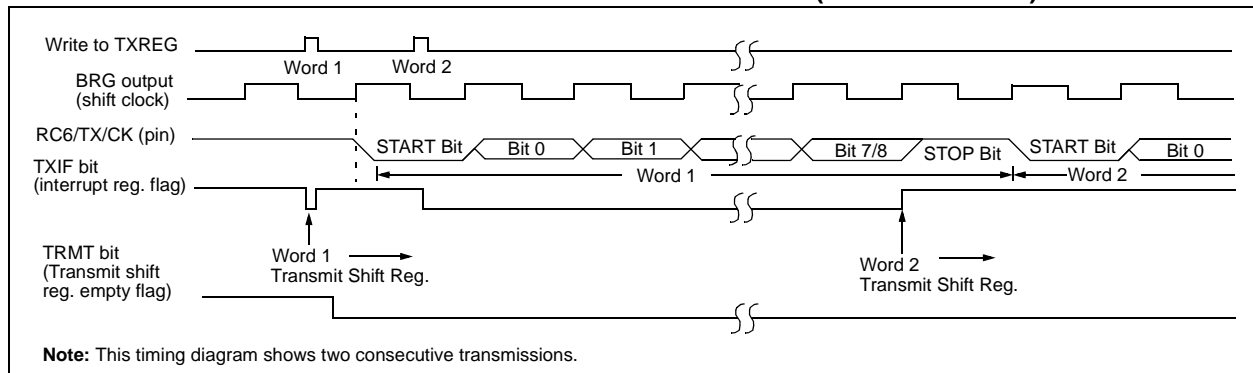 Write to TXREG
Word 1
Word 2
BRG output
(shift clock)
RC6/TX/CK (pin)
START Bit
Bit 0
Bit 1
Bit 7/8
STOP Bit
START Bit
Bit 0
TXIF bit
(interrupt reg. flag)
Word 1
Word 2
Word 1
Transmit Shift Reg.
Word 2
Transmit Shift Reg.
TRMT bit
(Transmit shift
reg. empty flag)
Note: This timing diagram shows two consecutive transmissions.